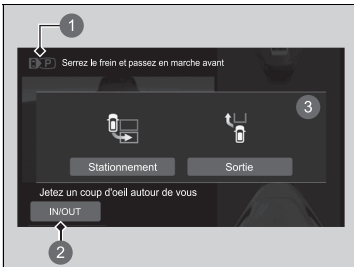 1
P Serrez le frein et passez en marche avant
3
Stationnement Sortie
Jetez un coup d'oeil autour de vous
IN/OUT
2